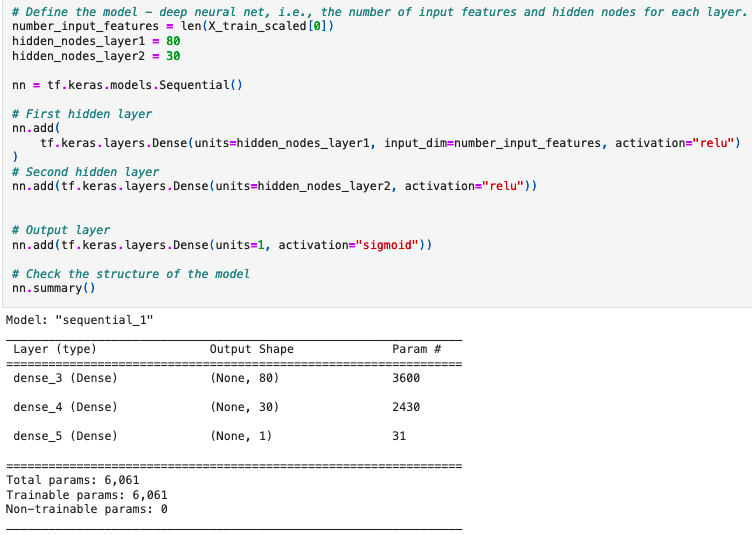 # Define the model - deep neural net, i.e., the number of input features and hidden nodes for each layer.
number_input_features = len(X_train_scaled[0])
hidden_nodes_layer1 = 80
hidden_nodes_layer2 = 30
nn = tf.keras.models.Sequential()
# First hidden layer
nn.add(
    tf.keras.layers.Dense(units=hidden_nodes_layer1, input_dim=number_input_features, activation="relu")
)
# Second hidden layer
nn.add(tf.keras.layers.Dense(units=hidden_nodes_layer2, activation="relu"))
# Output layer
nn.add(tf.keras.layers.Dense(units=1, activation="sigmoid"))
# Check the structure of the model
nn.summary()
Model: "sequential_1"
Layer (type) Output Shape Param #
dense_3 (Dense) (None, 80) 3600
dense_4 (Dense) (None, 30) 2430
dense_5 (Dense) (None, 1) 31
Total params: 6,061
Trainable params: 6,061
Non-trainable params: 0